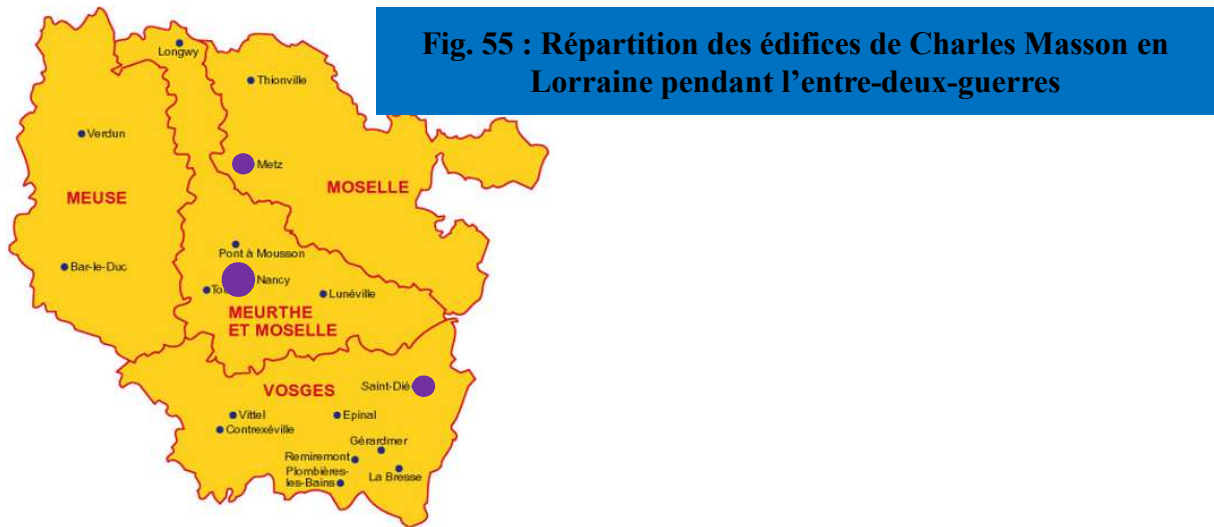 Fig. 55 : Répartition des édifices de Charles Masson en
Lorraine pendant l’entre-deux-guerres
Longwy
Thionville
Verdun
Metz
MEUSE
MOSELLE
Pont à Mousson
Bar-le-Duc
Nancy
Lunéville
MEURTHE
ET MOSELLE
VOSGES
Saint-Dié
Vittel
Epinal
Contrexéville
Gérardmer
Remiremont
Plombières-
les-Bains
La Bresse